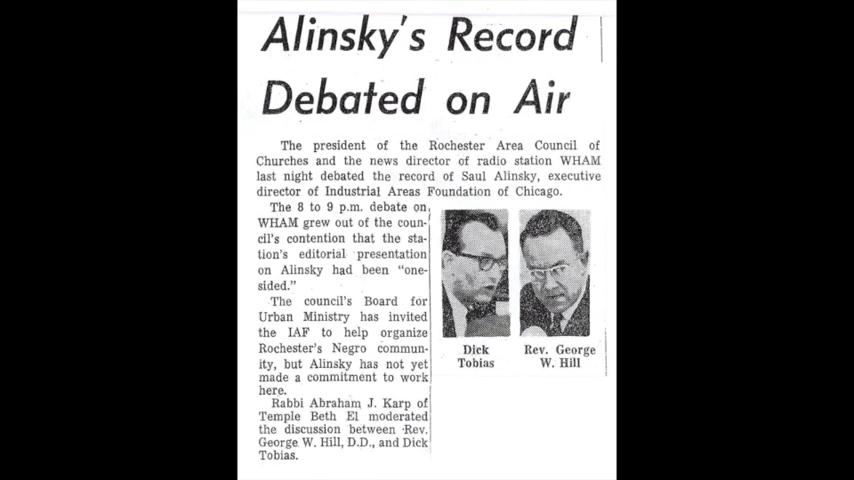 Alinsky's Record
Debated on Air
The president of the Rochester Area Council of
Churches and the news director of radio station WHAM
last night debated the record of Saul Alinsky, executive
director of Industrial Areas Foundation of Chicago.
The 8 to 9 p.m. debate on
WHAM grew out of the coun-
cil's contention that the sta-
tion's editorial presentation
on Alinsky had been "one-
sided."
The council's Board for
Urban Ministry has invited
the IAF to help organize
Rochester's Negro commun-
ity, but Alinsky has not yet
made a commitment to work
here.
Rabbi Abraham J. Karp of
Temple Beth El moderated
the discussion between Rev.
George W. Hill, D.D., and Dick
Tobias.
Dick
Tobias
Rev. George
W. Hill